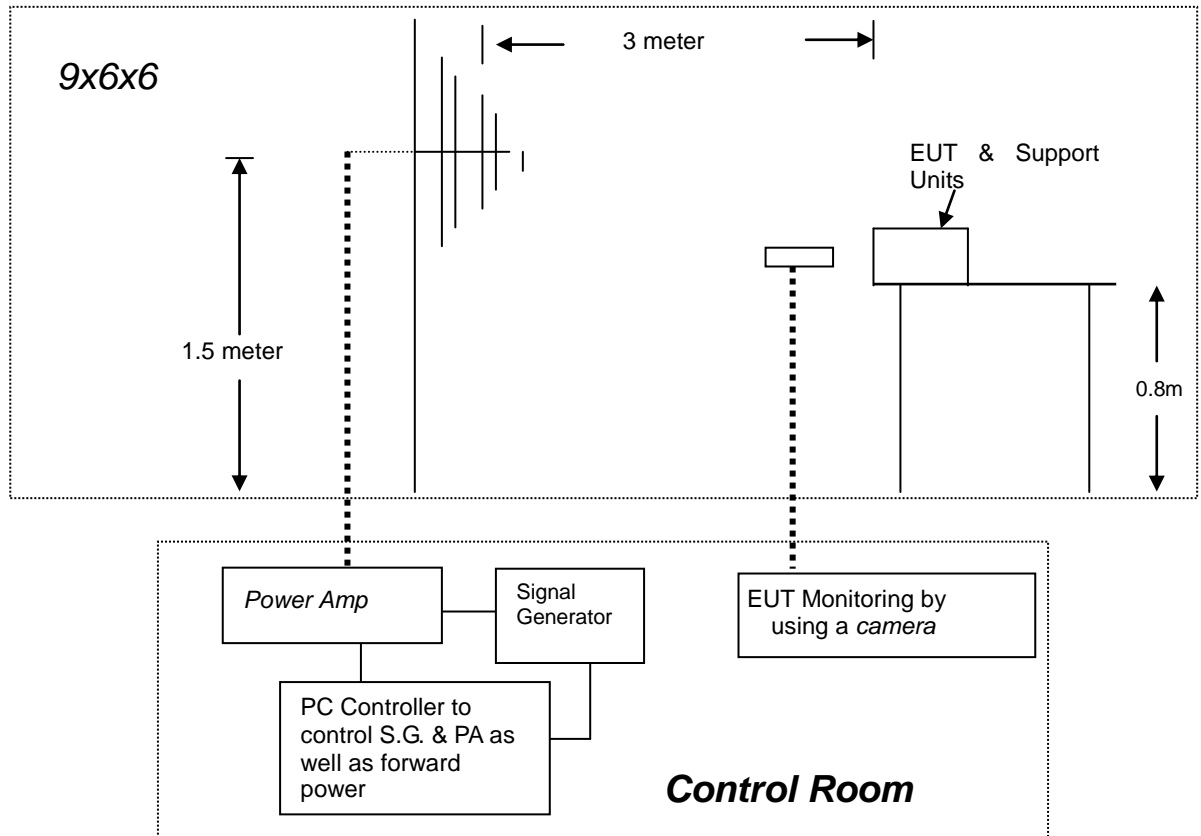 3 meter
9x6x6
EUT & Support
Units
1.5 meter
0.8m
Power Amp
Signal
Generator
EUT Monitoring by
using a camera
PC Controller to
control S.G. & PA as
well as forward
power
Control Room